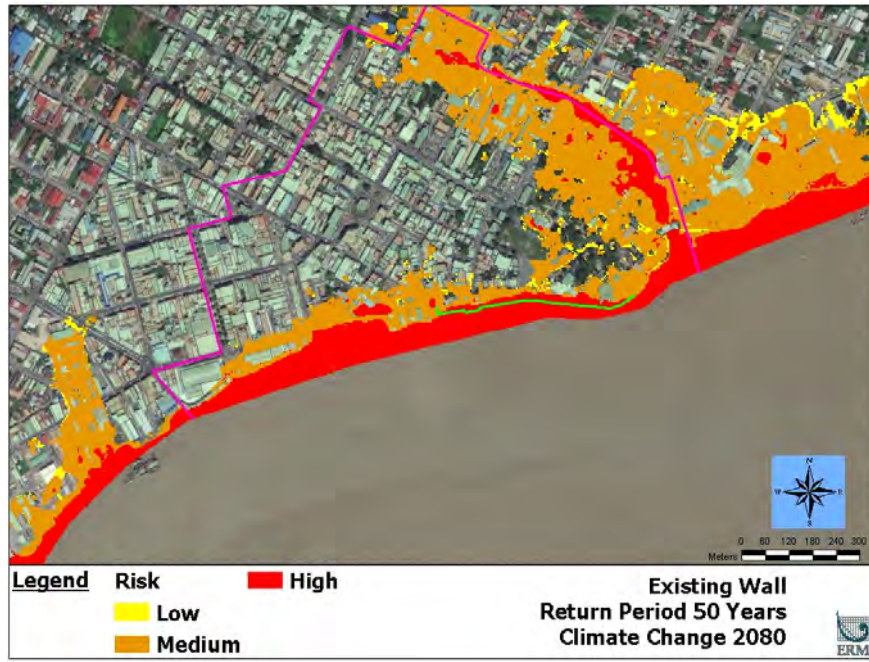 N
W E
S
0 60 120 180 240 300
Meters
Legend Risk High
Low
Medium
Existing Wall
Return Period 50 Years
Climate Change 2080
ERM